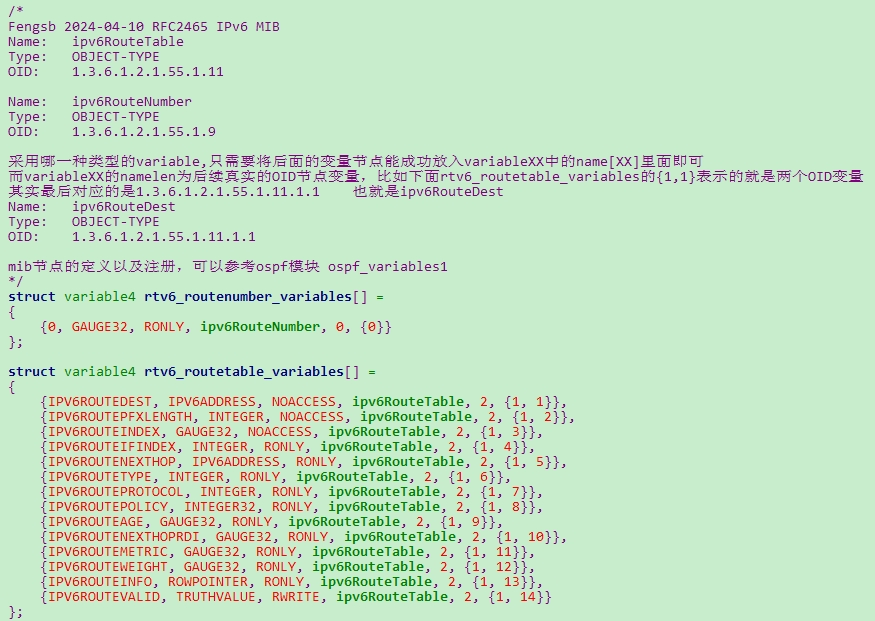 /*
Fengsb 2024-04-10 RFC2465 IPv6 MIB
Name:   ipv6RouteTable
Type:   OBJECT-TYPE
OID:    1.3.6.1.2.1.55.1.11

Name:   ipv6RouteNumber
Type:   OBJECT-TYPE
OID:    1.3.6.1.2.1.55.1.9

采用哪一种类型的variable,只需要将后面的变量节点能成功放入variableXX中的name[XX]里面即可
而variableXX的namelen为后续真实的OID节点变量，比如下面rtv6_routetable_variables的{1,1}表示的就是两个OID变量
其实最后对应的是1.3.6.1.2.1.55.1.11.1.1    也就是ipv6RouteDest
Name:   ipv6RouteDest
Type:   OBJECT-TYPE
OID:    1.3.6.1.2.1.55.1.11.1.1

mib节点的定义以及注册，可以参考ospf模块 ospf_variables1
*/
struct variable4 rtv6_routenumber_variables[] =
{
    {0, GAUGE32, RONLY, ipv6RouteNumber, 0, {0}}
};

struct variable4 rtv6_routetable_variables[] =
{
    {IPV6ROUTEDEST, IPV6ADDRESS, NOACCESS, ipv6RouteTable, 2, {1, 1}},
    {IPV6ROUTEPFXLENGTH, INTEGER, NOACCESS, ipv6RouteTable, 2, {1, 2}},
    {IPV6ROUTEINDEX, GAUGE32, NOACCESS, ipv6RouteTable, 2, {1, 3}},
    {IPV6ROUTEIFINDEX, INTEGER, RONLY, ipv6RouteTable, 2, {1, 4}},
    {IPV6ROUTENEXTHOP, IPV6ADDRESS, RONLY, ipv6RouteTable, 2, {1, 5}},
    {IPV6ROUTETYPE, INTEGER, RONLY, ipv6RouteTable, 2, {1, 6}},
    {IPV6ROUTEPROTOCOL, INTEGER, RONLY, ipv6RouteTable, 2, {1, 7}},
    {IPV6ROUTEPOLICY, INTEGER32, RONLY, ipv6RouteTable, 2, {1, 8}},
    {IPV6ROUTEAGE, GAUGE32, RONLY, ipv6RouteTable, 2, {1, 9}},
    {IPV6ROUTENEXTHOPRDI, GAUGE32, RONLY, ipv6RouteTable, 2, {1, 10}},
    {IPV6ROUTEMETRIC, GAUGE32, RONLY, ipv6RouteTable, 2, {1, 11}},
    {IPV6ROUTEWEIGHT, GAUGE32, RONLY, ipv6RouteTable, 2, {1, 12}},
    {IPV6ROUTEINFO, ROWPOINTER, RONLY, ipv6RouteTable, 2, {1, 13}},
    {IPV6ROUTEVALID, TRUTHVALUE, RWRITE, ipv6RouteTable, 2, {1, 14}}
};